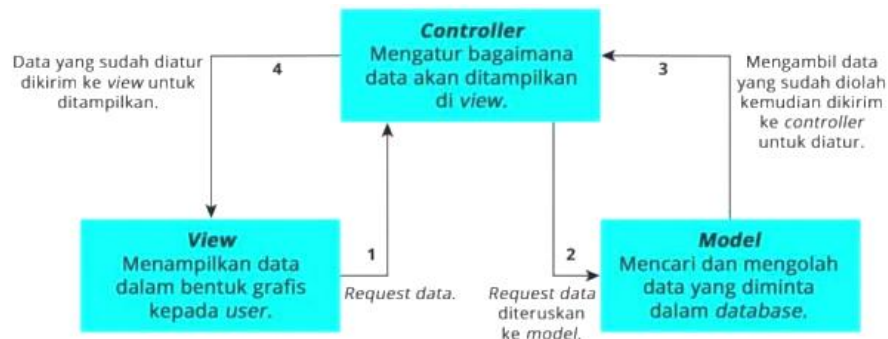 Controller
Mengatur bagaimana
data akan ditampilkan
di view.
Data yang sudah diatur
dikirim ke view untuk
ditampilkan.
4
3
Mengambil data
yang sudah diolah
kemudian dikirim
ke controller
untuk diatur.
View
Menampilkan data
dalam bentuk grafis
kepada user.
1
Request data.
2
Request data
diteruskan
ke model.
Model
Mencari dan mengolah
data yang diminta
dalam database.